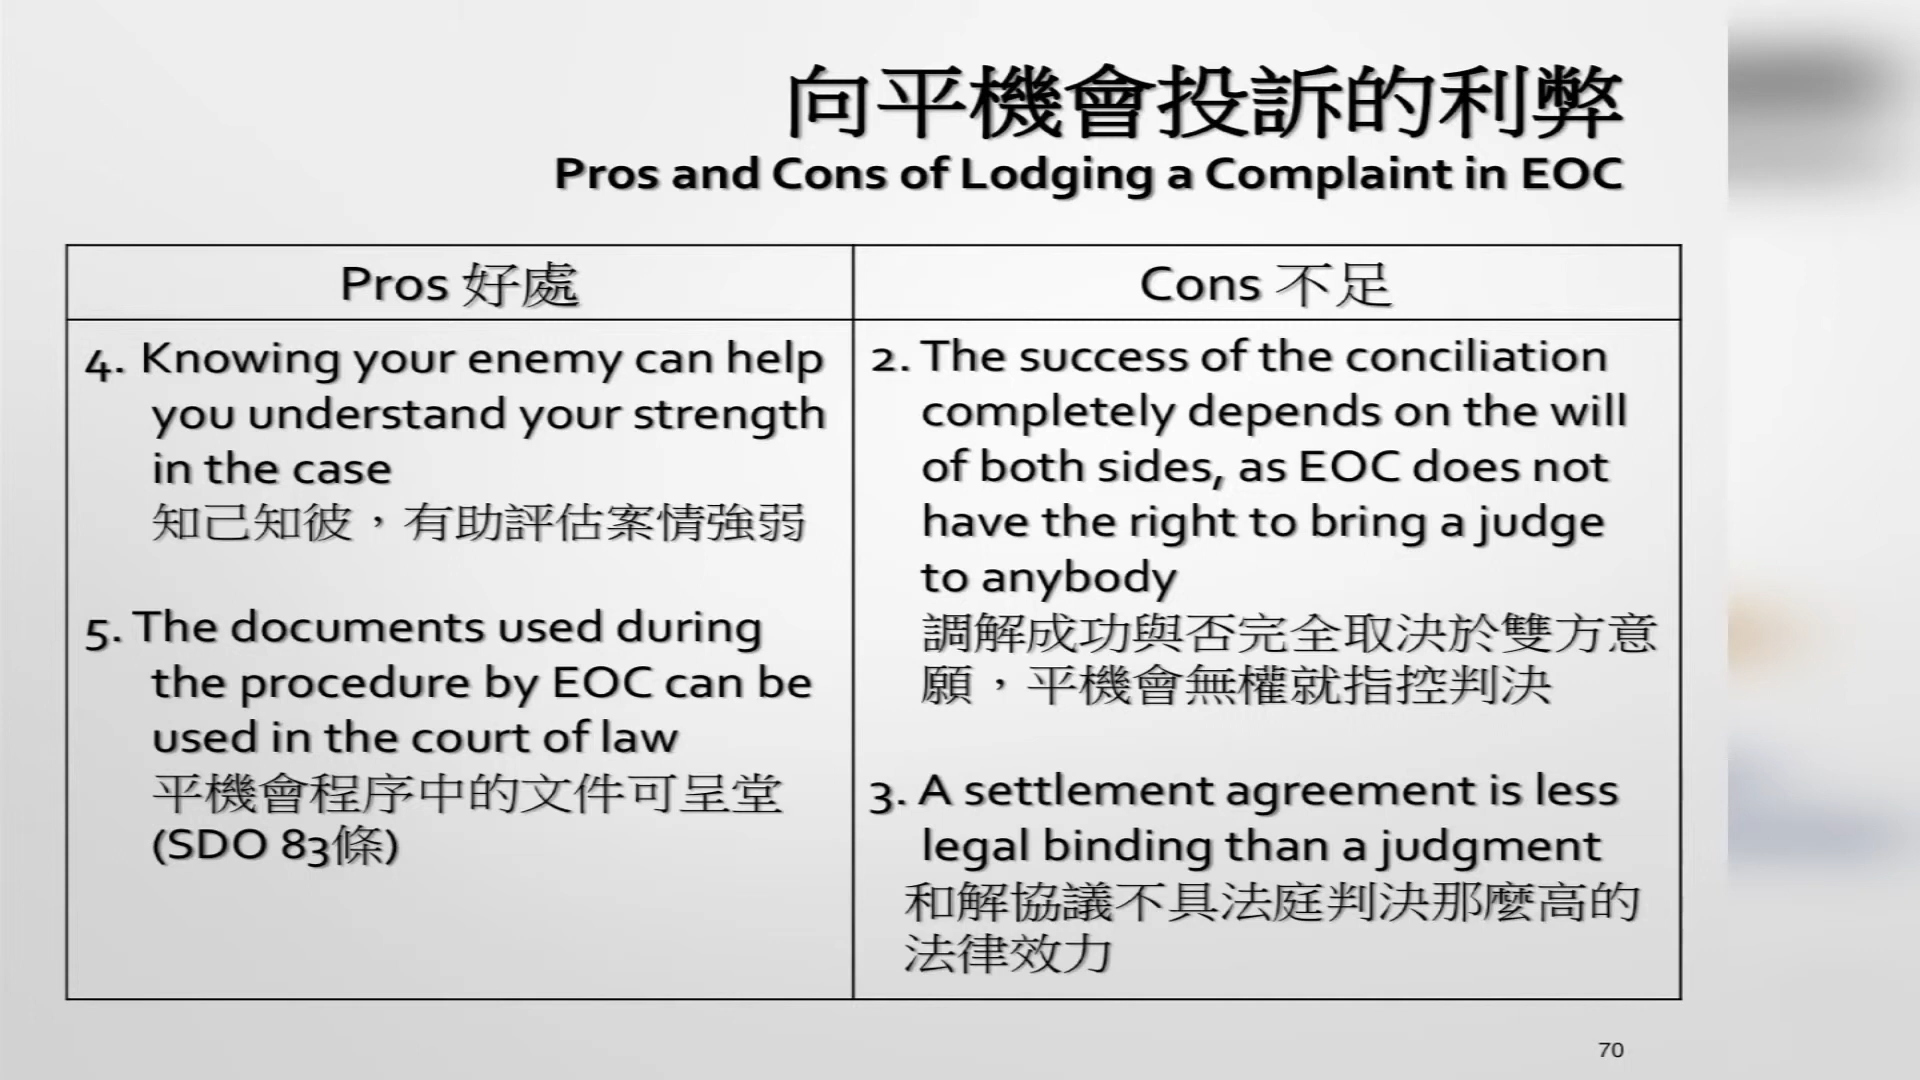 向平機會投訴的利弊
Pros and Cons of Lodging a Complaint in EOC
Pros 好處
4. Knowing your enemy can help
you understand your strength
in the case
知己知彼，有助評估案情強弱
5. The documents used during
the procedure by EOC can be
used in the court of law
平機會程序中的文件可呈堂
(SDO 83條)
Cons 不足
2. The success of the conciliation
completely depends on the will
of both sides, as EOC does not
have the right to bring a judge
to anybody
調解成功與否完全取決於雙方意
願，平機會無權就指控判決
3. A settlement agreement is less
legal binding than a judgment
和解協議不具法庭判決那麼高的
法律效力
70